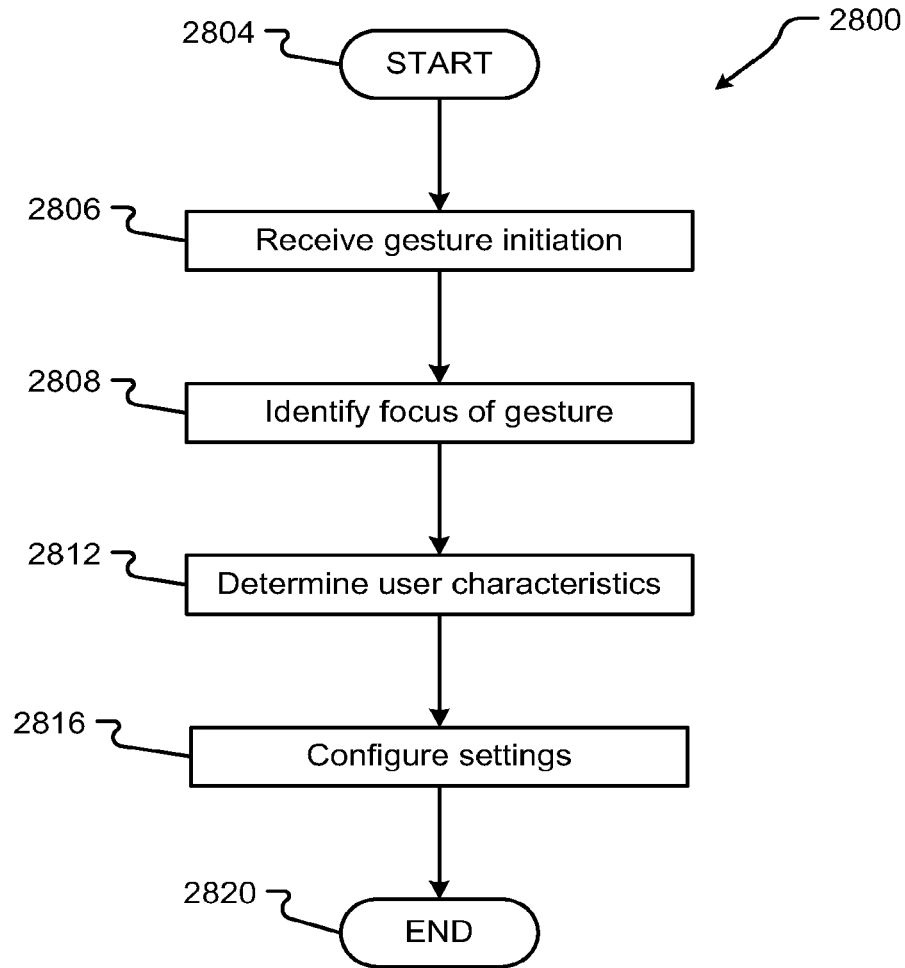 2800
2804
START
2806
Receive gesture initiation
2808
Identify focus of gesture
2812
Determine user characteristics
2816
Configure settings
2820
END